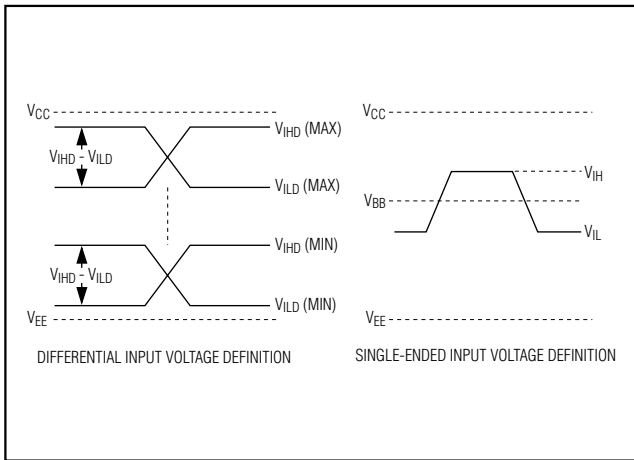 VCC
VIHD (MAX)
VIHD - VILD
VILD (MAX)
VIHD (MIN)
VIHD - VILD
VILD (MIN)
VEE
DIFFERENTIAL INPUT VOLTAGE DEFINITION
VCC
VIH
VBB
VIL
VEE
SINGLE-ENDED INPUT VOLTAGE DEFINITION